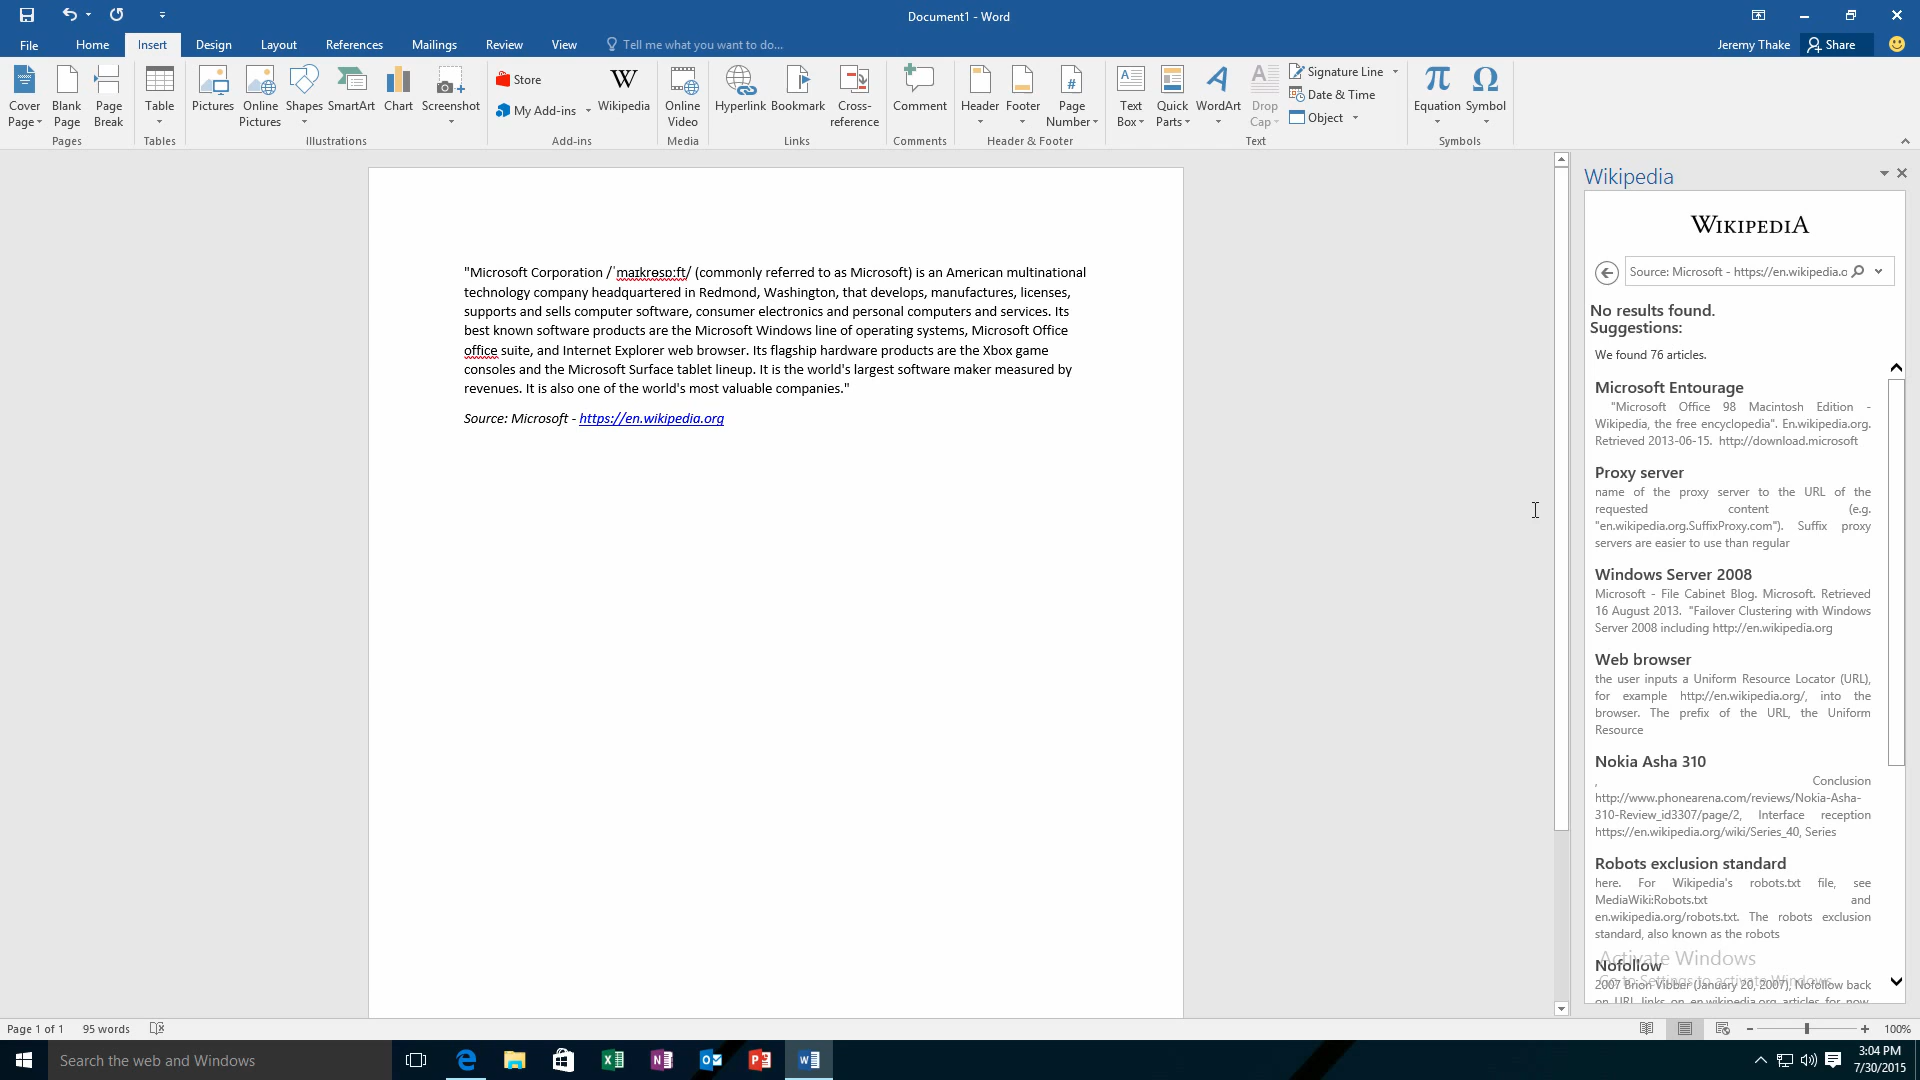 Document1 - Word
File Home Insert Design Layout References Mailings Review View Tell me what you want to do... Jeremy Thake Share
Cover Page
Blank Page
Page Break
Table
Pictures
Online Pictures
Shapes
SmartArt
Chart
Screenshot
Store
My Add-ins
Wikipedia
Online Video
Hyperlink
Bookmark
Cross-reference
Comment
Header
Footer
Page Number
Text Box
Quick Parts
WordArt
Drop Cap
Signature Line
Date & Time
Object
Equation
Symbol
Pages Tables Illustrations Add-ins Media Links Comments Header & Footer Text Symbols
"Microsoft Corporation /ˈmaɪkrɵsɒːft/ (commonly referred to as Microsoft) is an American multinational
technology company headquartered in Redmond, Washington, that develops, manufactures, licenses,
supports and sells computer software, consumer electronics and personal computers and services. Its
best known software products are the Microsoft Windows line of operating systems, Microsoft Office
office suite, and Internet Explorer web browser. Its flagship hardware products are the Xbox game
consoles and the Microsoft Surface tablet lineup. It is the world's largest software maker measured by
revenues. It is also one of the world's most valuable companies."
Source: Microsoft - https://en.wikipedia.org
Wikipedia
WIKIPEDIA
Source: Microsoft - https://en.wikipedia.o
No results found.
Suggestions:
We found 76 articles.
Microsoft Entourage
"Microsoft Office 98 Macintosh Edition -
Wikipedia, the free encyclopedia". En.wikipedia.org.
Retrieved 2013-06-15. http://download.microsoft
Proxy server
name of the proxy server to the URL of the
requested content (e.g.
"en.wikipedia.org.SuffixProxy.com"). Suffix proxy
servers are easier to use than regular
Windows Server 2008
Microsoft - File Cabinet Blog. Microsoft. Retrieved
16 August 2013. "Failover Clustering with Windows
Server 2008 including http://en.wikipedia.org
Web browser
the user inputs a Uniform Resource Locator (URL),
for example http://en.wikipedia.org/, into the
browser. The prefix of the URL, the Uniform
Resource
Nokia Asha 310
, Conclusion
http://www.phonearena.com/reviews/Nokia-Asha-
310-Review_id3307/page/2, Interface reception
https://en.wikipedia.org/wiki/Series_40, Series
Robots exclusion standard
here. For Wikipedia's robots.txt file, see
MediaWiki:Robots.txt and
en.wikipedia.org/robots.txt. The robots exclusion
standard, also known as the robots
Activate Windows
Nofollow
Go to Settings to activate Windows.
2007 Brion Vibber (January 20, 2007). Nofollow back
on URL links on en.wikipedia.org articles for now.
Page 1 of 1 95 words 100%
Search the web and Windows
3:04 PM
7/30/2015